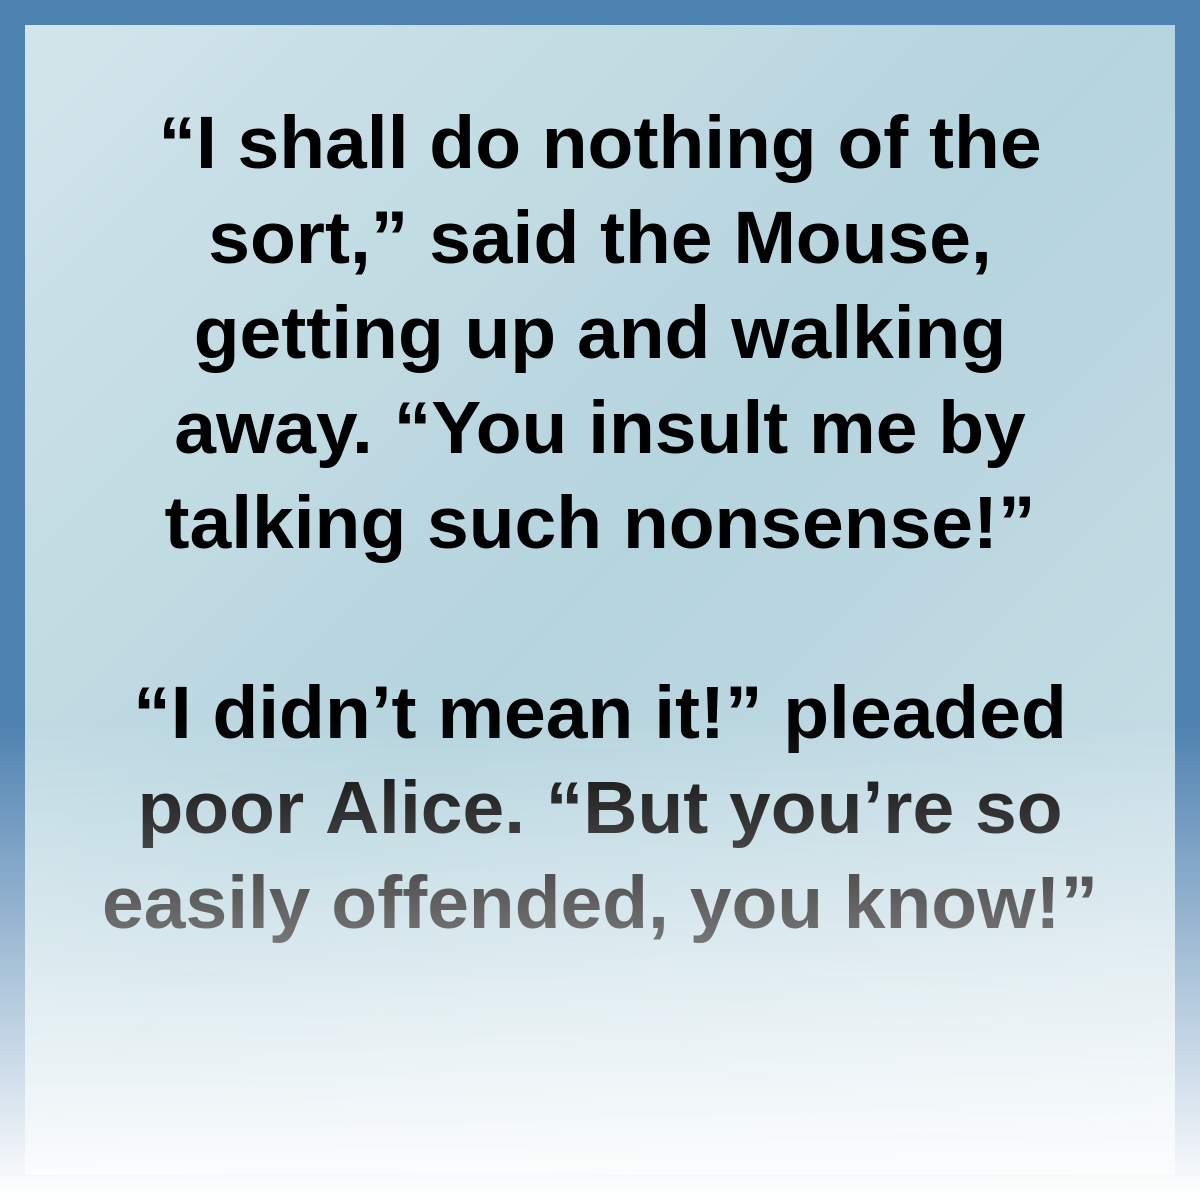 “I shall do nothing of the
sort,” said the Mouse,
getting up and walking
away. “You insult me by
talking such nonsense!”
“I didn’t mean it!” pleaded
poor Alice. “But you’re so
easily offended, you know!”